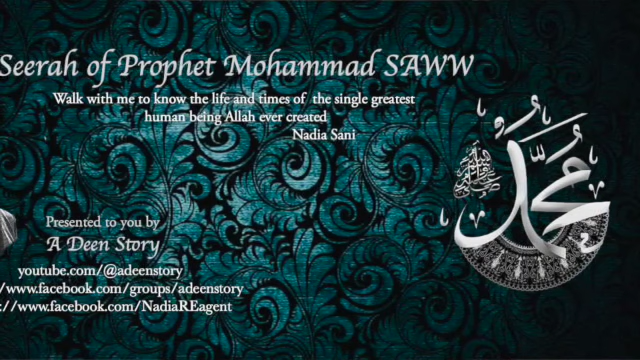 Seerah of Prophet Mohammad SAWW
Walk with me to know the life and times of the single greatest
human being Allah ever created
Nadia Sani
محمد
Presented to you by
A Deen Story
youtube.com/@adeenstory
/www.facebook.com/groups/adeenstory
://www.facebook.com/NadiaREagent